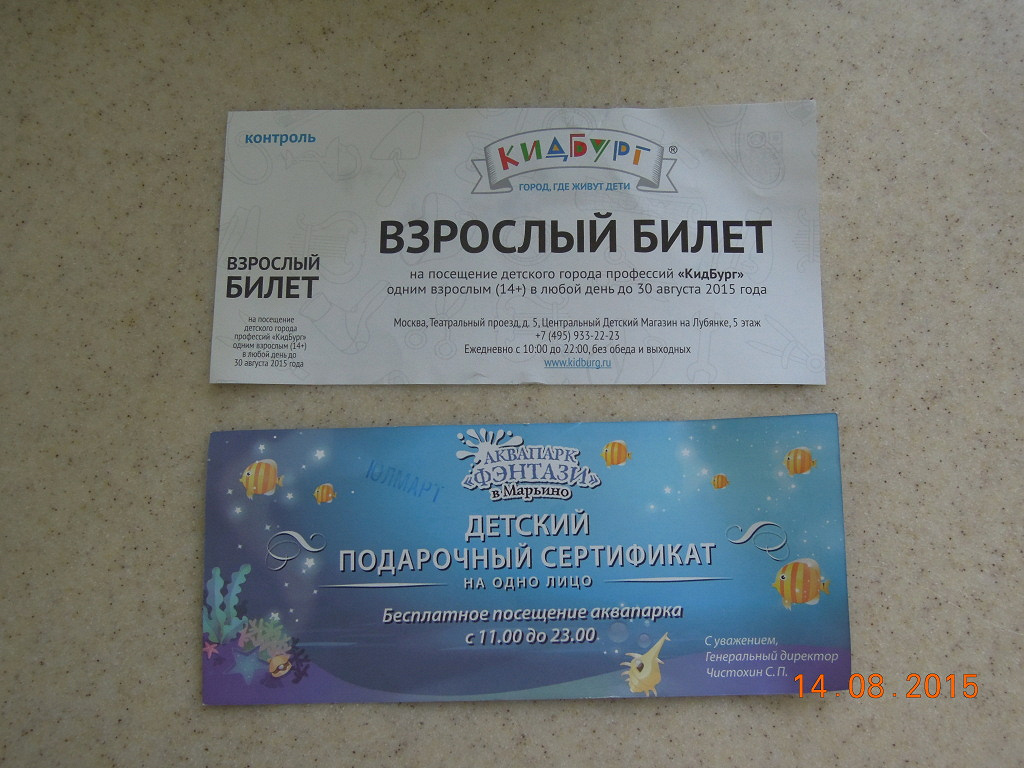 контроль
КИДБУРГ ®
ГОРОД, ГДЕ ЖИВУТ ДЕТИ
ВЗРОСЛЫЙ БИЛЕТ
на посещение детского города профессий «КидБург»
одним взрослым (14+) в любой день до 30 августа 2015 года
Москва, Театральный проезд, д. 5, Центральный Детский Магазин на Лубянке, 5 этаж
+7 (495) 933-22-23
Ежедневно с 10:00 до 22:00, без обеда и выходных
www.kidburg.ru
ВЗРОСЛЫЙ
БИЛЕТ
на посещение
детского города
профессий «КидБург»
одним взрослым (14+)
в любой день до
30 августа 2015 года
АКВАПАРК
«ФЭНТАЗИ»
в Марьино
ЮЛМАРТ
ДЕТСКИЙ
ПОДАРОЧНЫЙ СЕРТИФИКАТ
НА ОДНО ЛИЦО
Бесплатное посещение аквапарка
с 11.00 до 23.00
С уважением,
Генеральный директор
Чистохин С.П.
14 08.2015